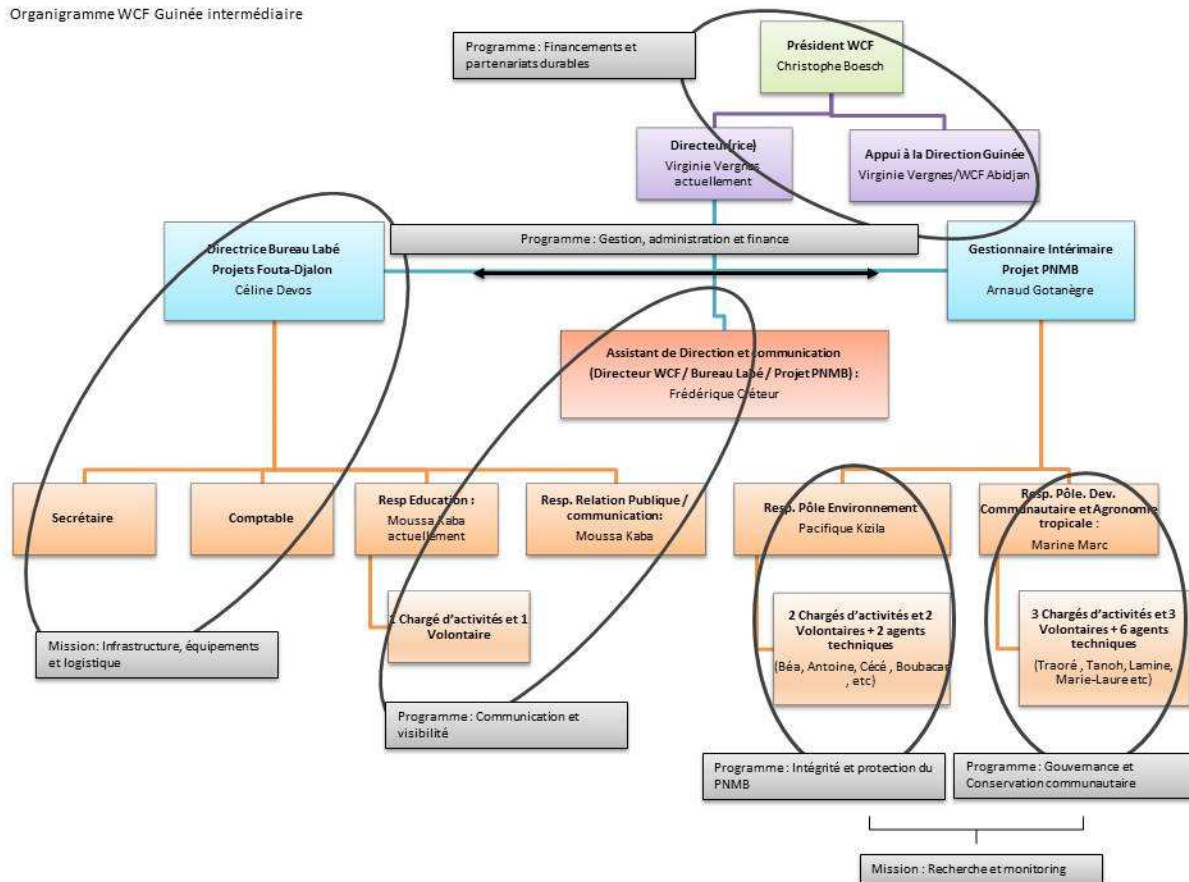 Organigramme WCF Guinée intermédiaire
Programme : Financements et
partenariats durables
Président WCF
Christophe Boesch
Directeur(rice)
Virginie Vergnes
actuellement
Appui à la Direction Guinée
Virginie Vergnes/WCF Abidjan
Directrice Bureau Labé
Projets Fouta-Djalon
Céline Devos
Programme : Gestion, administration et finance
Gestionnaire Intérimaire
Projet PNMB
Arnaud Gotanègre
Assistant de Direction et communication
(Directeur WCF / Bureau Labé / Projet PNMB) :
Frédérique Créteur
Secrétaire
Comptable
Resp Education :
Moussa Kaba
actuellement
Resp. Relation Publique /
communication:
Moussa Kaba
Resp. Pôle Environnement
Pacifique Kizila
Resp. Pôle. Dev.
Communautaire et Agronomie
tropicale :
Marine Marc
1 Chargé d'activités et 1
Volontaire
2 Chargés d'activités et 2
Volontaires + 2 agents
techniques
(Béa, Antoine, Cécé , Boubacar
, etc)
3 Chargés d'activités et 3
Volontaires + 6 agents
techniques
(Traoré , Tanoh, Lamine,
Marie-Laure etc)
Mission: Infrastructure, équipements
et logistique
Programme : Communication et
visibilité
Programme : Intégrité et protection du
PNMB
Programme : Gouvernance et
Conservation communautaire
Mission : Recherche et monitoring